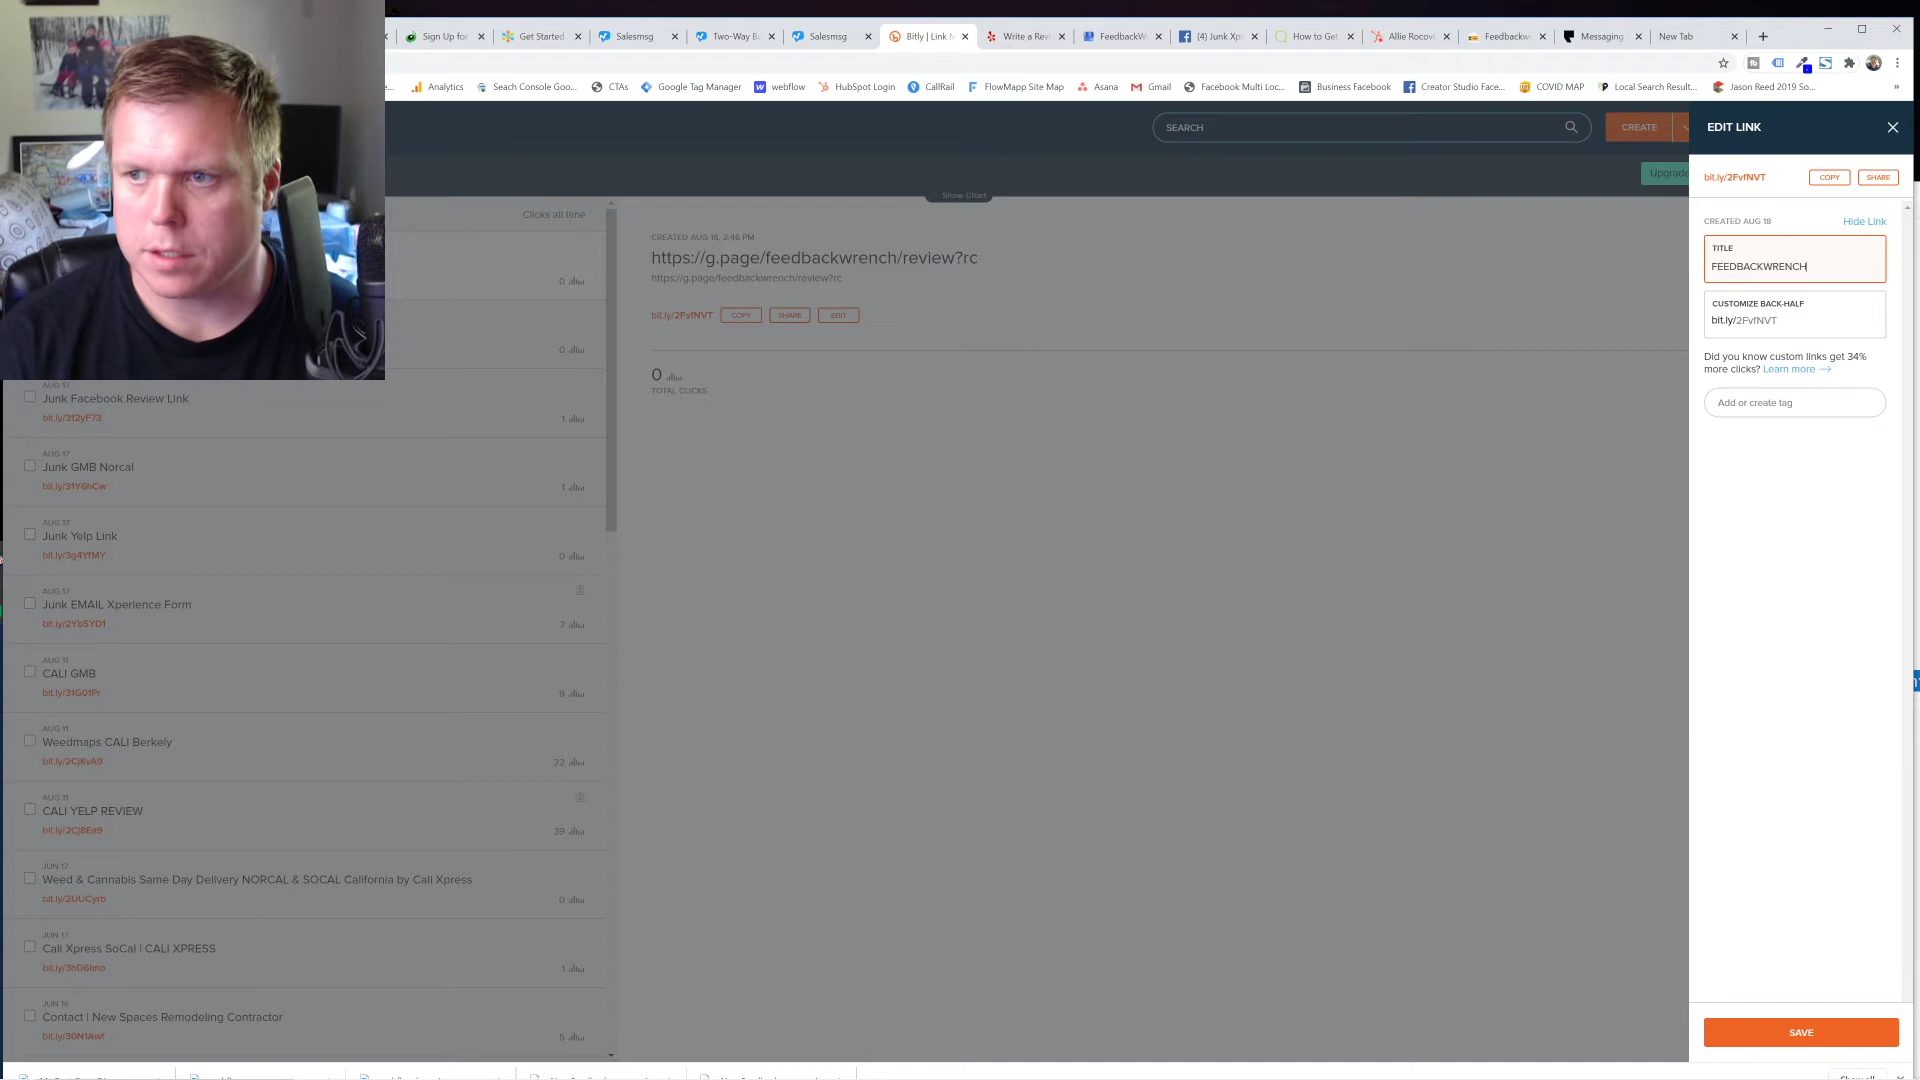 Sign Up for
Get Started
Salesmsg
Two-Way B
Salesmsg
Bitly | Link
Write a Revi
FeedbackW
(4) Junk Xpr
How to Get
Allie Rocovi
Feedbackw
Messaging
New Tab
Analytics
Seach Console Goo...
CTAs
Google Tag Manager
webflow
HubSpot Login
CallRail
FlowMapp Site Map
Asana
Gmail
Facebook Multi Loc...
Business Facebook
Creator Studio Face...
COVID MAP
Local Search Result...
Jason Reed 2019 So...
SEARCH
CREATE
EDIT LINK
Upgrade
bit.ly/2FvfNVT
COPY
SHARE
Show Chart
Clicks all time
CREATED AUG 18
Hide Link
TITLE
FEEDBACKWRENCH
CUSTOMIZE BACK-HALF
bit.ly/2FvfNVT
Did you know custom links get 34%
more clicks? Learn more →
Add or create tag
SAVE
CREATED AUG 18, 2:46 PM
https://g.page/feedbackwrench/review?rc
https://g.page/feedbackwrench/review?rc
bit.ly/2FvfNVT
COPY
SHARE
EDIT
0
TOTAL CLICKS
0
0
AUG 17
Junk Facebook Review Link
bit.ly/312yF73
1
AUG 17
Junk GMB Norcal
bit.ly/31Y6hCw
1
AUG 17
Junk Yelp Link
bit.ly/3g4YfMY
0
AUG 17
Junk EMAIL Xperience Form
bit.ly/2Yb5YD1
7
AUG 11
CALI GMB
bit.ly/31G01Pr
9
AUG 11
Weedmaps CALI Berkely
bit.ly/2CjKvA9
22
AUG 11
CALI YELP REVIEW
bit.ly/2Cj8Ea9
39
JUN 17
Weed & Cannabis Same Day Delivery NORCAL & SOCAL California by Cali Xpress
bit.ly/2UUCyrb
0
JUN 17
Cali Xpress SoCal | CALI XPRESS
bit.ly/3hD6Imo
1
JUN 16
Contact | New Spaces Remodeling Contractor
bit.ly/30N1Awf
5